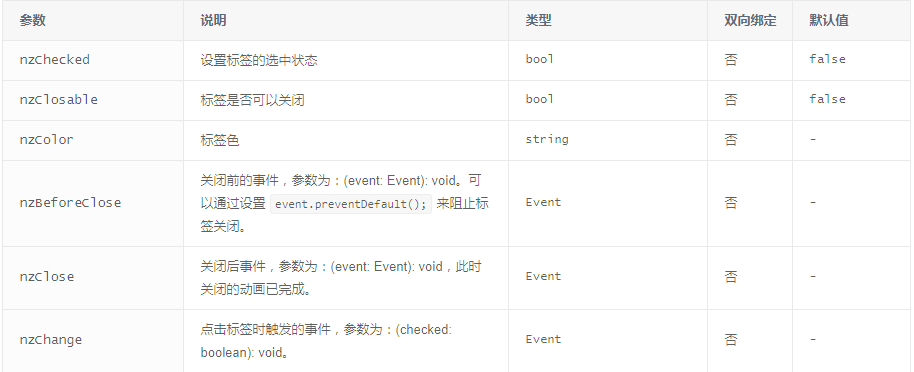 参数 说明 类型 双向绑定 默认值
nzChecked 设置标签的选中状态 bool 否 false
nzClosable 标签是否可以关闭 bool 否 false
nzColor 标签色 string 否 -
关闭前的事件，参数为：(event: Event): void。可
nzBeforeClose 以通过设置 event.preventDefault(); 来阻止标 Event 否 -
签关闭。
nzClose 关闭后事件，参数为：(event: Event): void，此时 Event 否 -
关闭的动画已完成。
nzChange 点击标签时触发的事件，参数为：(checked: Event 否 -
boolean): void。